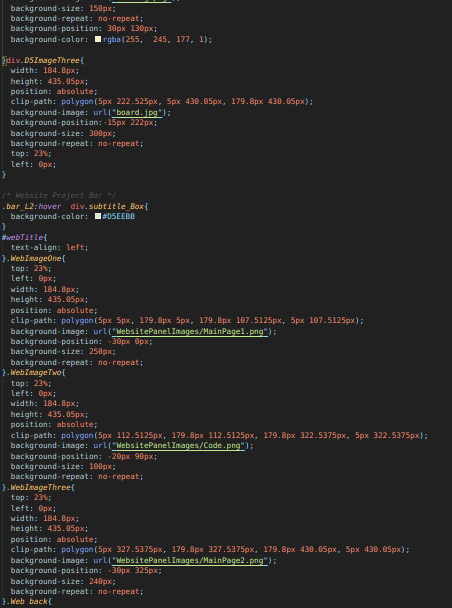 background-size: 150px;
background-repeat: no-repeat;
background-position: 30px 130px;
background-color: rgba(255,  245, 177, 1);
}div.D5ImageThree{
width: 184.8px;
height: 435.05px;
position: absolute;
clip-path: polygon(5px 222.525px, 5px 430.05px, 179.8px 430.05px);
background-image: url("board.jpg");
background-position:-15px 222px;
background-size: 300px;
background-repeat: no-repeat;
top: 23%;
left: 0px;
}
/* Website Project Bar */
.bar_L2:hover  div.subtitle_Box{
background-color: #D5EEBB
}
#webTitle{
text-align: left;
}.WebImageOne{
top: 23%;
left: 0px;
width: 184.8px;
height: 435.05px;
position: absolute;
clip-path: polygon(5px 5px, 179.8px 5px, 179.8px 107.5125px, 5px 107.5125px);
background-image: url("WebsitePanelImages/MainPage1.png");
background-position: -30px 0px;
background-size: 250px;
background-repeat: no-repeat;
}.WebImageTwo{
top: 23%;
left: 0px;
width: 184.8px;
height: 435.05px;
position: absolute;
clip-path: polygon(5px 112.5125px, 179.8px 112.5125px, 179.8px 322.5375px, 5px 322.5375px);
background-image: url("WebsitePanelImages/Code.png");
background-position: -20px 90px;
background-size: 100px;
background-repeat: no-repeat;
}.WebImageThree{
top: 23%;
left: 0px;
width: 184.8px;
height: 435.05px;
position: absolute;
clip-path: polygon(5px 327.5375px, 179.8px 327.5375px, 179.8px 430.05px, 5px 430.05px);
background-image: url("WebsitePanelImages/MainPage2.png");
background-position: -30px 325px;
background-size: 240px;
background-repeat: no-repeat;
}.Web back{